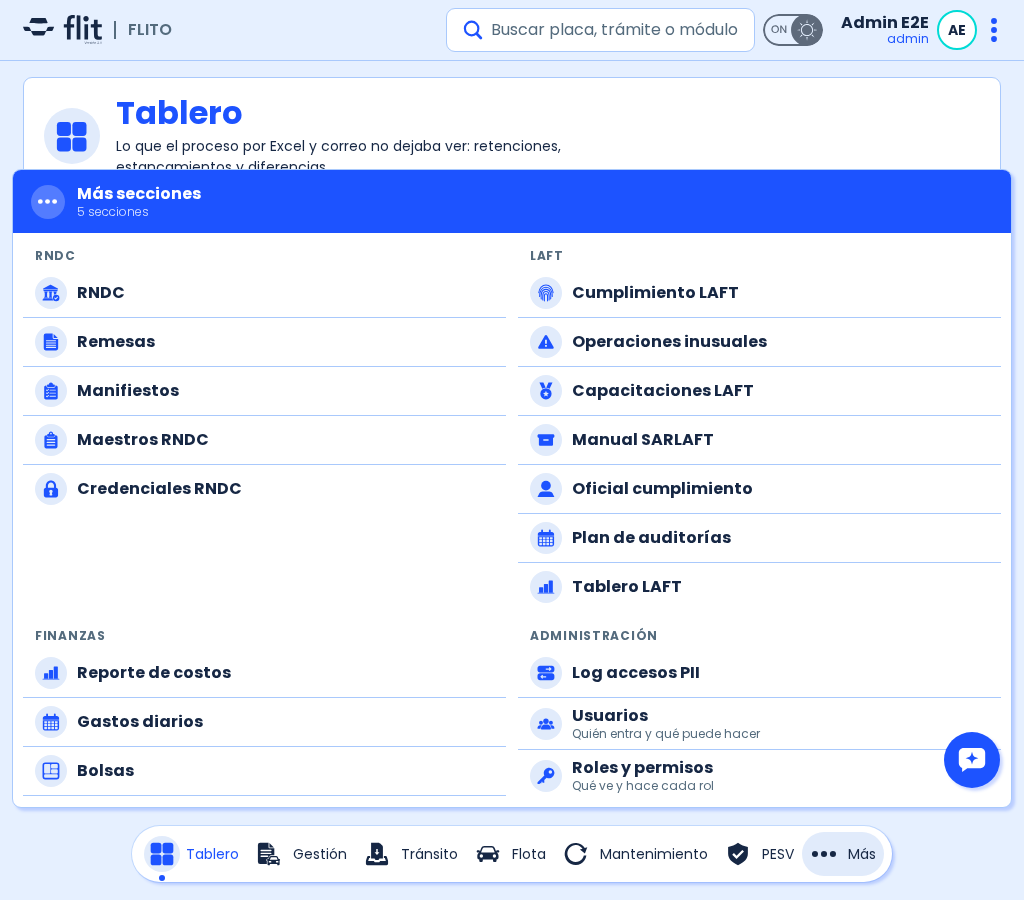 flit | FLITO
Buscar placa, trámite o módulo
ON
Admin E2E
admin
AE
Tablero
Lo que el proceso por Excel y correo no dejaba ver: retenciones,
estancamientos y diferencias
Más secciones
5 secciones
RNDC
RNDC
Remesas
Manifiestos
Maestros RNDC
Credenciales RNDC
LAFT
Cumplimiento LAFT
Operaciones inusuales
Capacitaciones LAFT
Manual SARLAFT
Oficial cumplimiento
Plan de auditorías
Tablero LAFT
FINANZAS
Reporte de costos
Gastos diarios
Bolsas
ADMINISTRACIÓN
Log accesos PII
Usuarios
Quién entra y qué puede hacer
Roles y permisos
Qué ve y hace cada rol
Tablero
Gestión
Tránsito
Flota
Mantenimiento
PESV
Más